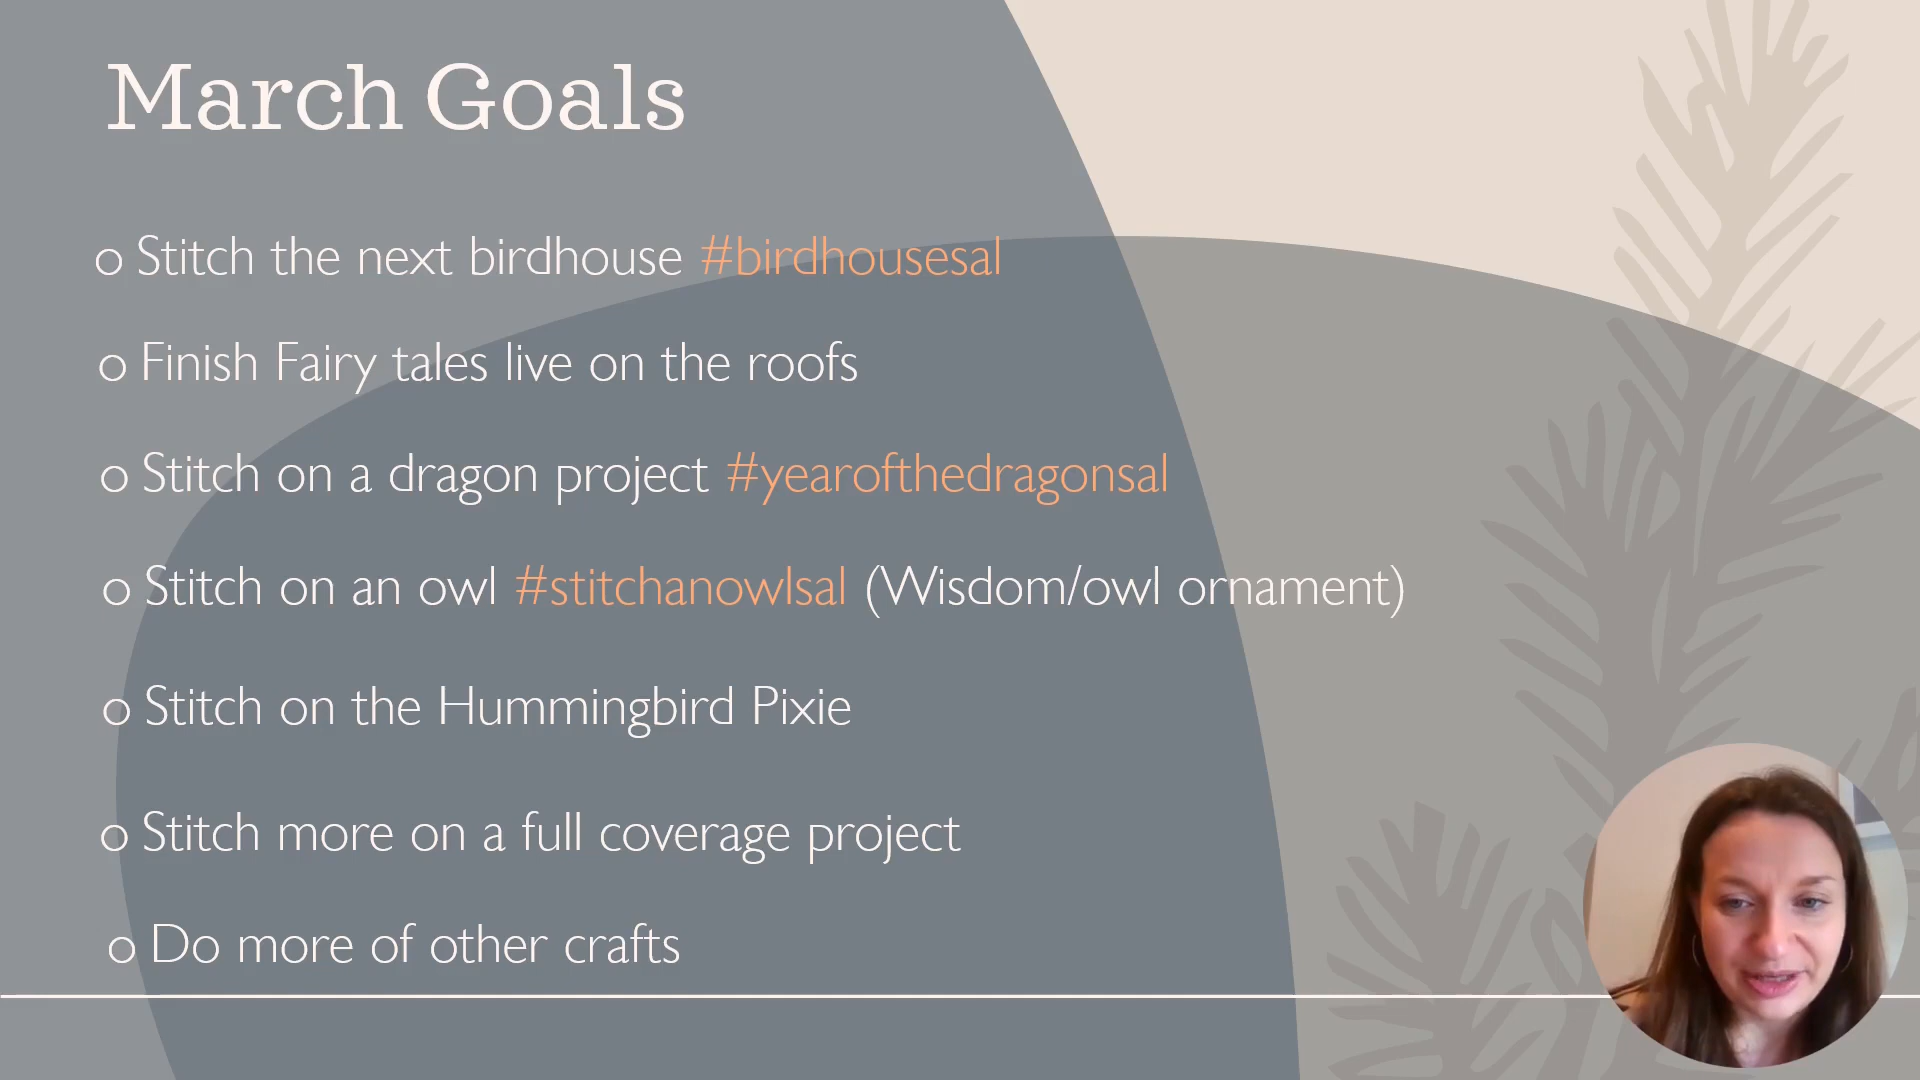 March Goals
o Stitch the next birdhouse #birdhousesal
o Finish Fairy tales live on the roofs
o Stitch on a dragon project #yearofthedragonsal
o Stitch on an owl #stitchanowlsal (Wisdom/owl ornament)
o Stitch on the Hummingbird Pixie
o Stitch more on a full coverage project
o Do more of other crafts